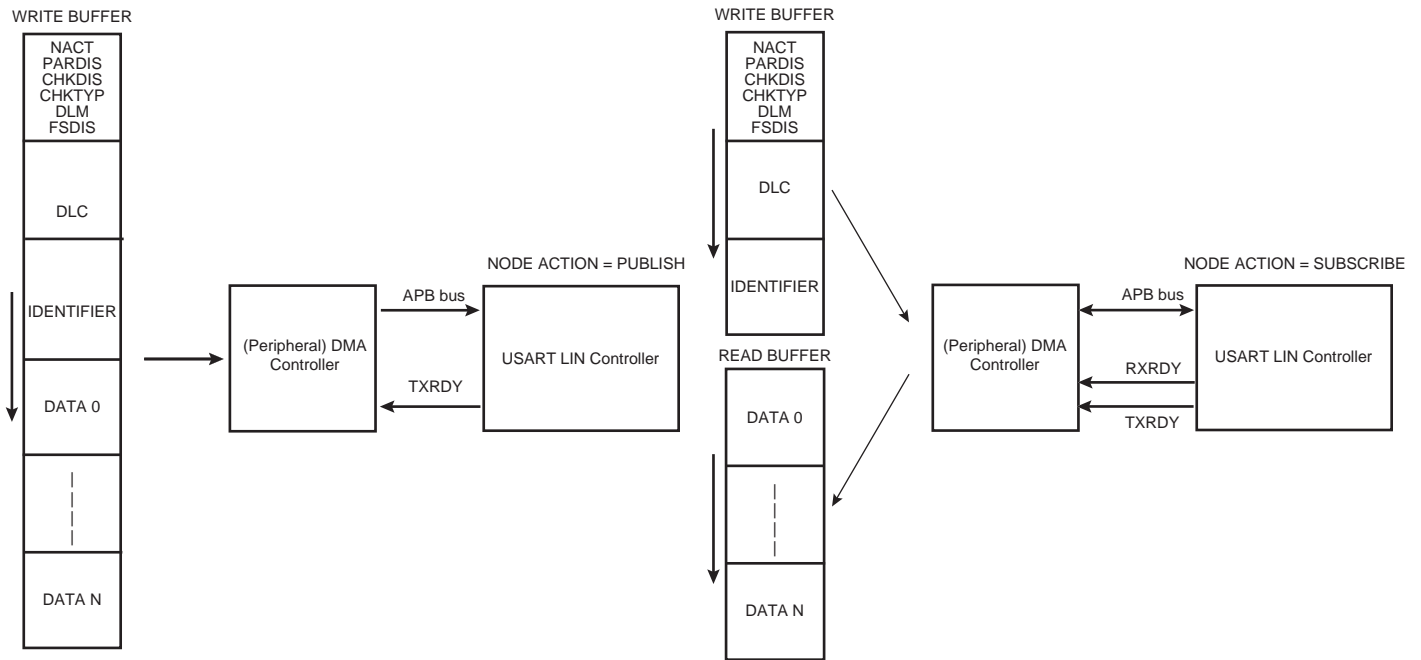 WRITE BUFFER
NACT
PARDIS
CHKDIS
CHKTYP
DLM
FSDIS
DLC
IDENTIFIER
DATA 0
DATA N
(Peripheral) DMA
Controller
APB bus
TXRDY
NODE ACTION = PUBLISH
USART LIN Controller
WRITE BUFFER
NACT
PARDIS
CHKDIS
CHKTYP
DLM
FSDIS
DLC
IDENTIFIER
READ BUFFER
DATA 0
DATA N
(Peripheral) DMA
Controller
APB bus
RXRDY
TXRDY
NODE ACTION = SUBSCRIBE
USART LIN Controller